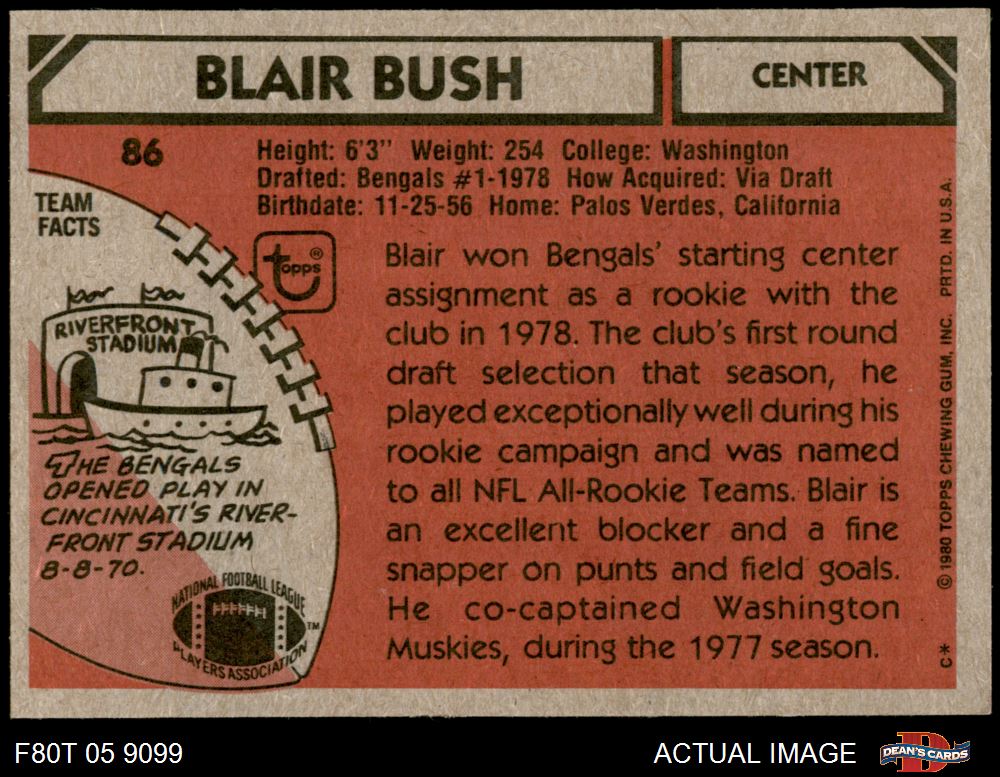 BLAIR BUSH
CENTER
86
Height: 6'3" Weight: 254 College: Washington
Drafted: Bengals #1-1978 How Acquired: Via Draft
Birthdate: 11-25-56 Home: Palos Verdes, California
TEAM
FACTS
topps®
RIVERFRONT
STADIUM
THE BENGALS
OPENED PLAY IN
CINCINNATI'S RIVER-
FRONT STADIUM
8-8-70.
NATIONAL FOOTBALL LEAGUE
PLAYERS ASSOCIATION
TM
Blair won Bengals' starting center
assignment as a rookie with the
club in 1978. The club's first round
draft selection that season, he
played exceptionally well during his
rookie campaign and was named
to all NFL All-Rookie Teams. Blair is
an excellent blocker and a fine
snapper on punts and field goals.
He co-captained Washington
Muskies, during the 1977 season.
C* © 1980 TOPPS CHEWING GUM, INC. PRTD. IN U.S.A.
F80T 05 9099
ACTUAL IMAGE
DEAN'S CARDS